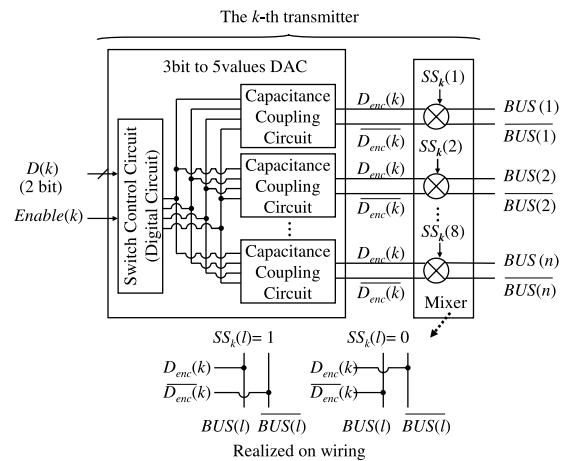 The k-th transmitter
3bit to 5values DAC
D(k)
(2 bit)
Enable(k)
Switch Control Circuit
(Digital Circuit)
Capacitance
Coupling
Circuit
Capacitance
Coupling
Circuit
Capacitance
Coupling
Circuit
D_enc(k)
D_enc(k)
D_enc(k)
D_enc(k)
D_enc(k)
D_enc(k)
SS_k(1)
SS_k(2)
SS_k(8)
Mixer
BUS(1)
BUS(1)
BUS(2)
BUS(2)
BUS(n)
BUS(n)
SS_k(l)= 1
D_enc(k)
D_enc(k)
BUS(l) BUS(l)
SS_k(l)= 0
D_enc(k)
D_enc(k)
BUS(l) BUS(l)
Realized on wiring